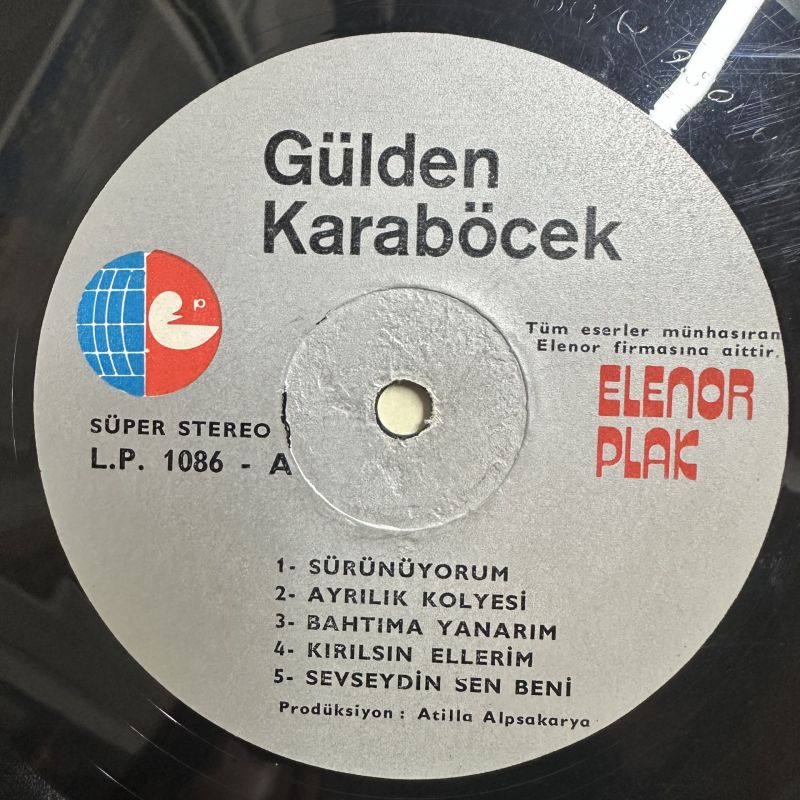 Gülden
Karaböcek
p
Tüm eserler münhasıran
Elenor firmasına aittir.
ELENOR
PLAK
SÜPER STEREO
L.P. 1086 - A
1- SÜRÜNÜYORUM
2- AYRILIK KOLYESİ
3- BAHTIMA YANARIM
4- KIRILSIN ELLERİM
5- SEVSEYDİN SEN BENİ
Prodüksiyon : Atilla Alpsakarya